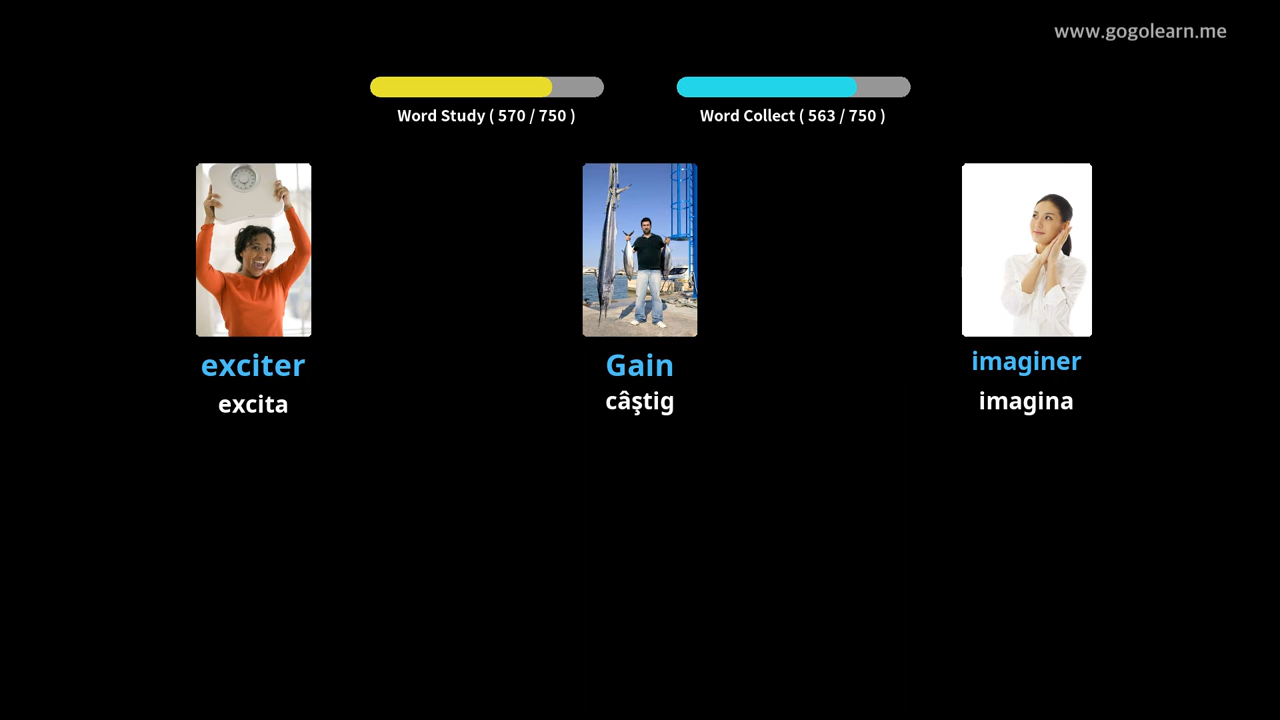 www.gogolearn.me
Word Study ( 570 / 750 )
Word Collect ( 563 / 750 )
exciter
excita
Gain
câştig
imaginer
imagina